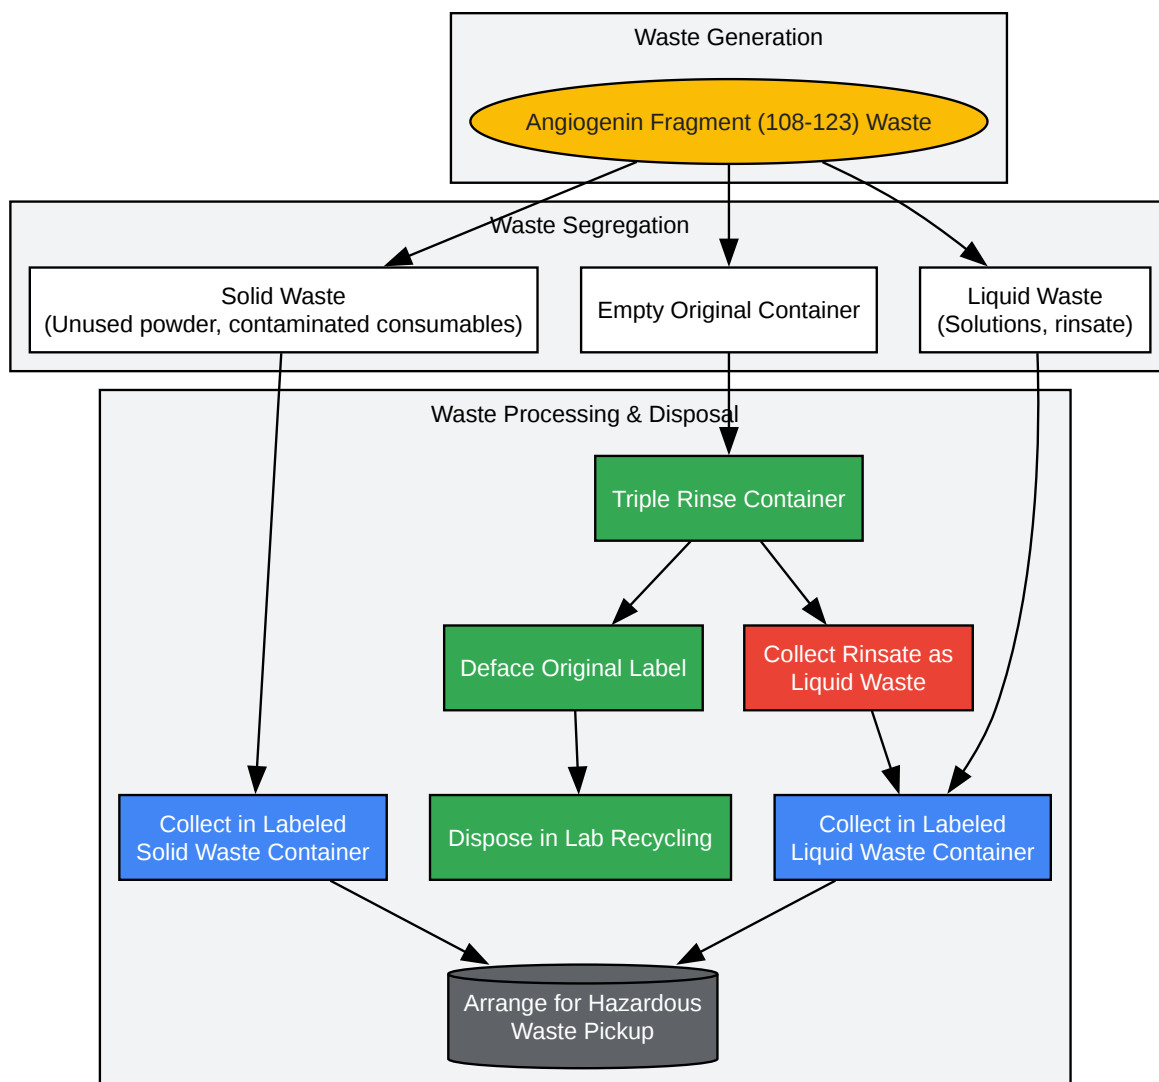 Waste Generation
Angiogenin Fragment (108-123) Waste
Waste Segregation
Solid Waste
(Unused powder, contaminated consumables)
Empty Original Container
Liquid Waste
(Solutions, rinsate)
Waste Processing & Disposal
Triple Rinse Container
Deface Original Label
Collect Rinsate as
Liquid Waste
Collect in Labeled
Solid Waste Container
Dispose in Lab Recycling
Collect in Labeled
Liquid Waste Container
Arrange for Hazardous
Waste Pickup